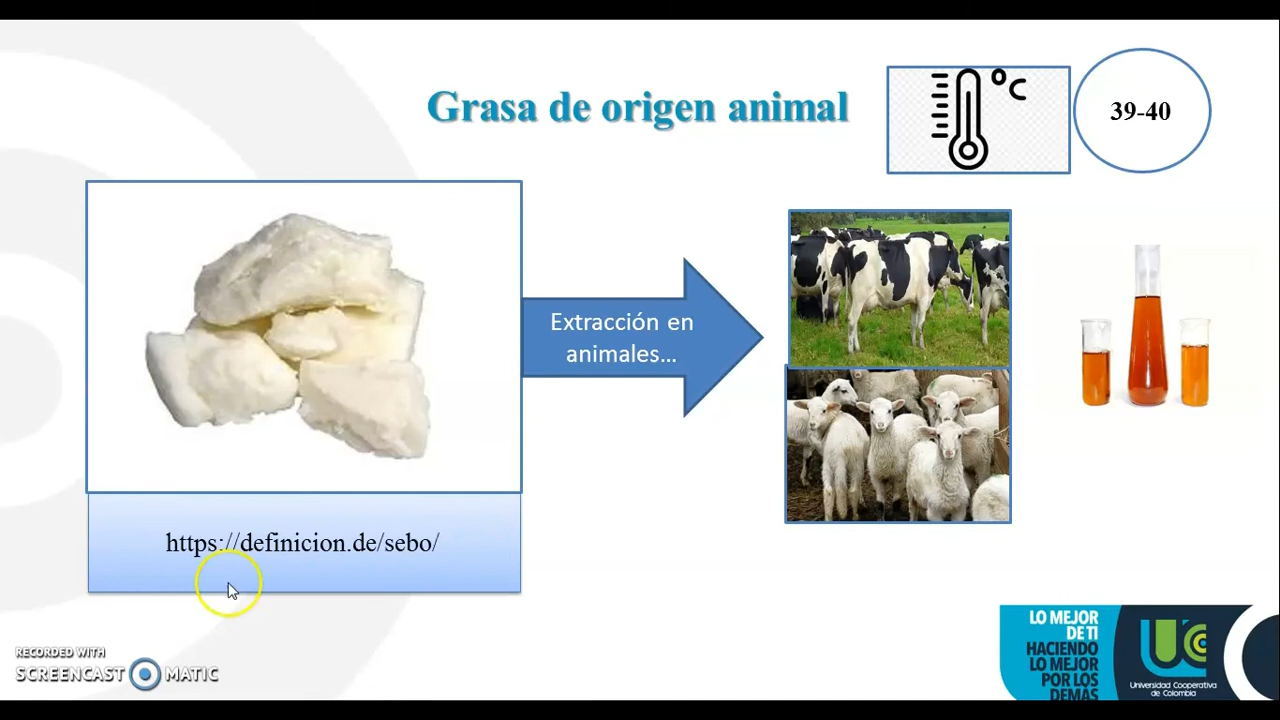 Grasa de origen animal
°C
39-40
Extracción en
animales...
https://definicion.de/sebo/
RECORDED WITH
SCREENCAST MATIC
LO MEJOR
DE TI
HACIENDO
LO MEJOR
POR LOS
DEMÁS
UCC
Universidad Cooperativa
de Colombia